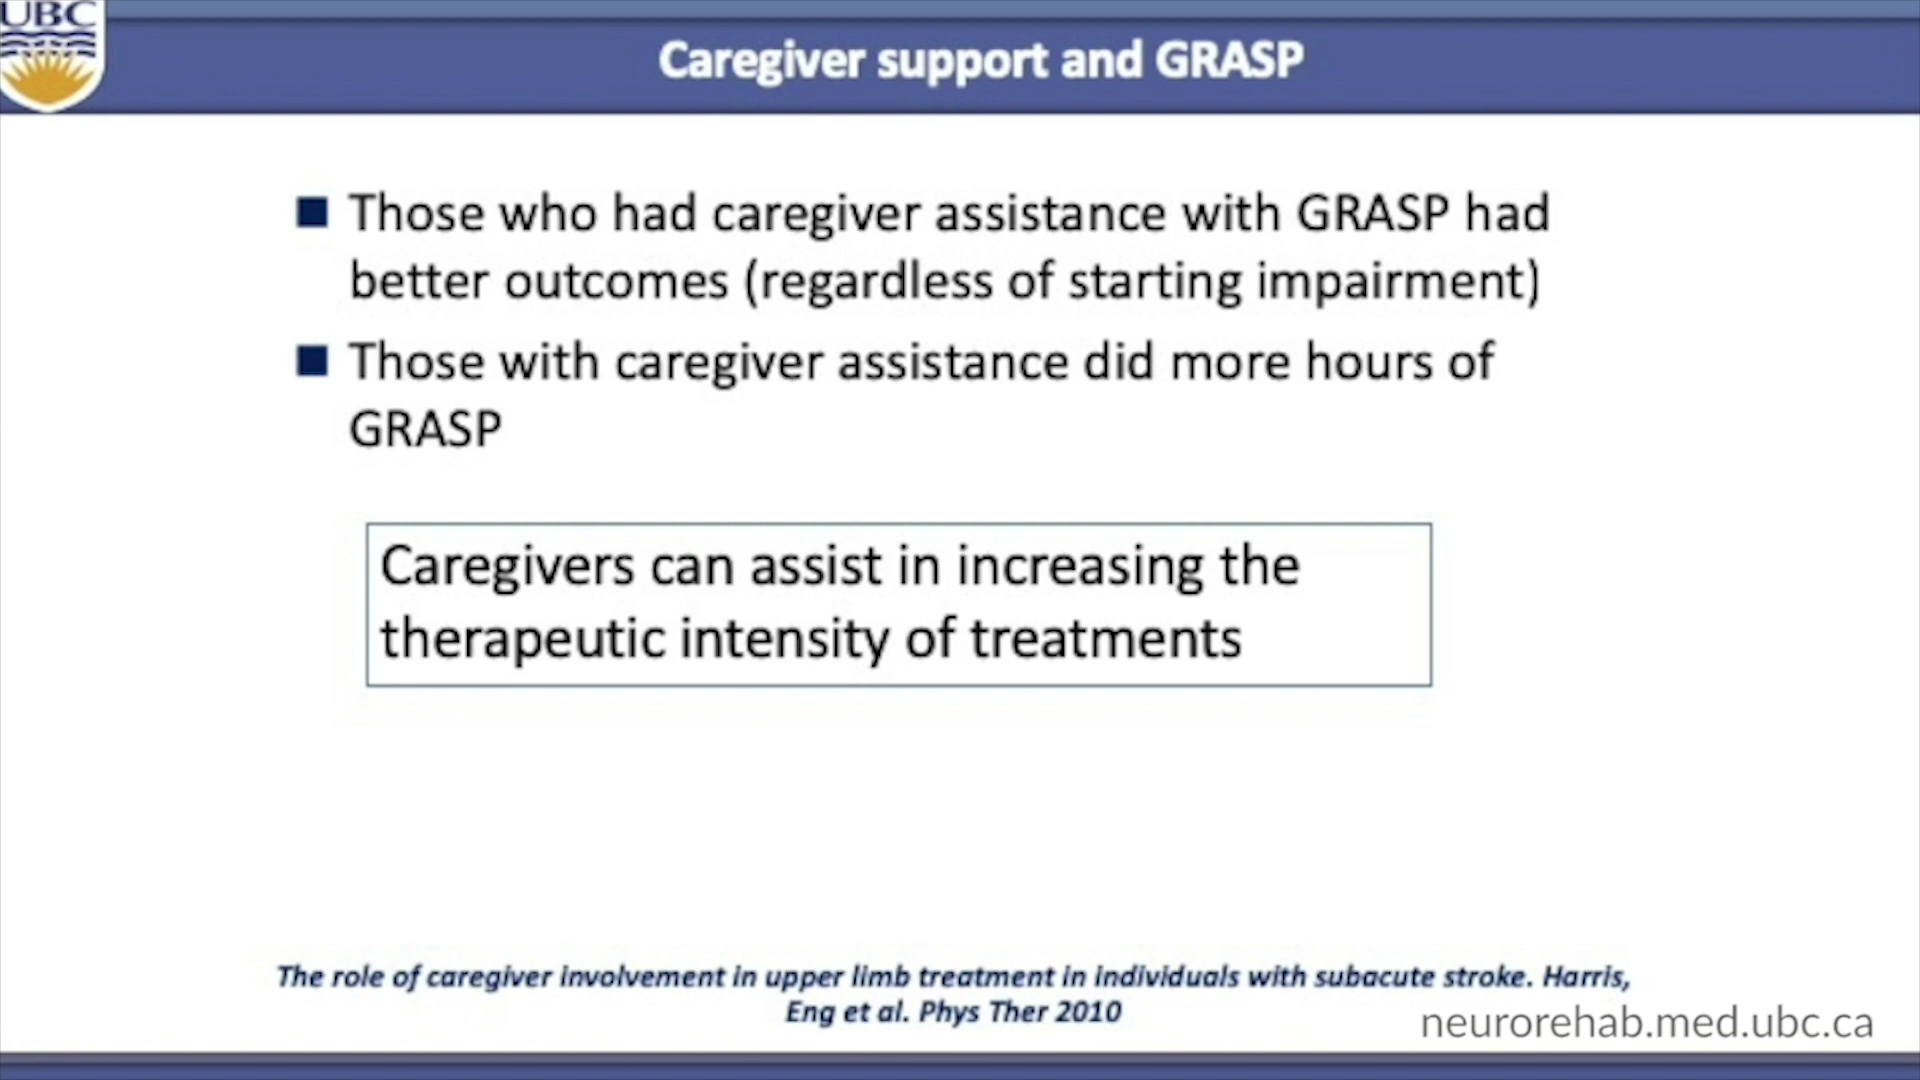 UBC
Caregiver support and GRASP
■ Those who had caregiver assistance with GRASP had
better outcomes (regardless of starting impairment)
■ Those with caregiver assistance did more hours of
GRASP
Caregivers can assist in increasing the
therapeutic intensity of treatments
The role of caregiver involvement in upper limb treatment in individuals with subacute stroke. Harris,
Eng et al. Phys Ther 2010
neurorehab.med.ubc.ca